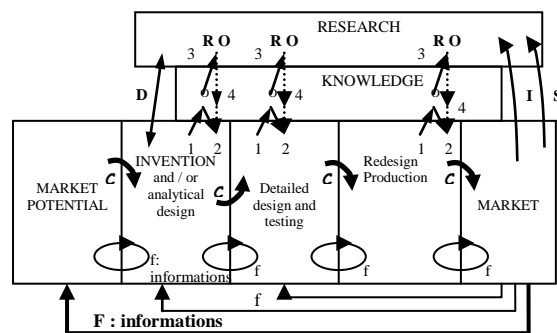 RESEARCH
3 R O 3 R O 3 R O
KNOWLEDGE
D 4 4 4 I S
1 2 1 2 1 2
MARKET
POTENTIAL
C
INVENTION
and / or
analytical
design
C
Detailed
design and
testing
C
Redesign
Production
C
MARKET
f:
informations
f
f
f
f
F : informations